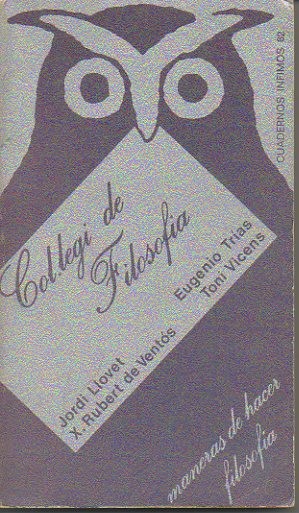 CUADERNOS INFIMOS 62
Col.legi de
Filosofia
Jordi Llovet
X. Rubert de Ventós
Eugenio Trías
Toni Vicens
maneras de hacer
filosofía